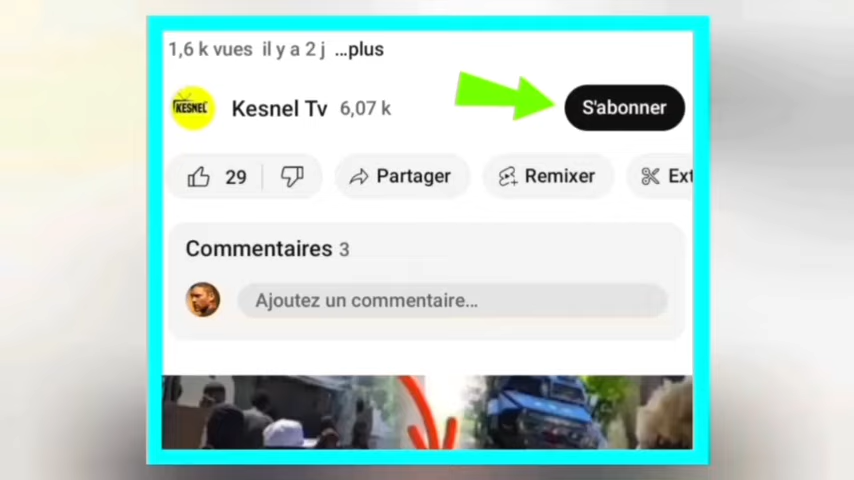 1,6 k vues il y a 2 j ...plus
KESNEL
Kesnel Tv 6,07 k
S'abonner
29
Partager
Remixer
Ext
Commentaires 3
Ajoutez un commentaire...